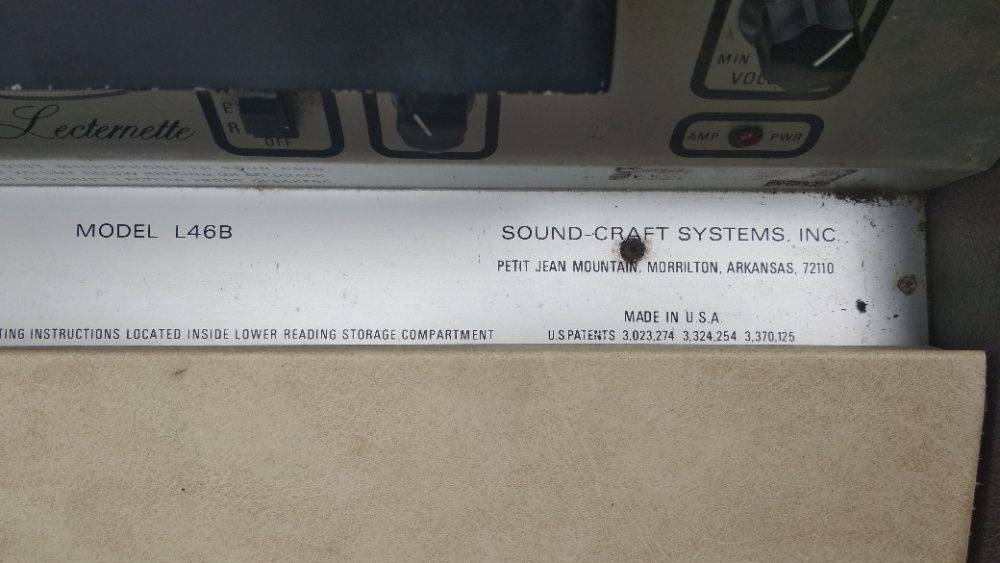 MIN
VOL
E
Lecternette
R
OFF
AMP PWR
MODEL L46B
SOUND-CRAFT SYSTEMS, INC.
PETIT JEAN MOUNTAIN, MORRILTON, ARKANSAS, 72110
MADE IN U.S.A.
TING INSTRUCTIONS LOCATED INSIDE LOWER READING STORAGE COMPARTMENT
U.S. PATENTS 3,023,274 3,324,254 3,370,125